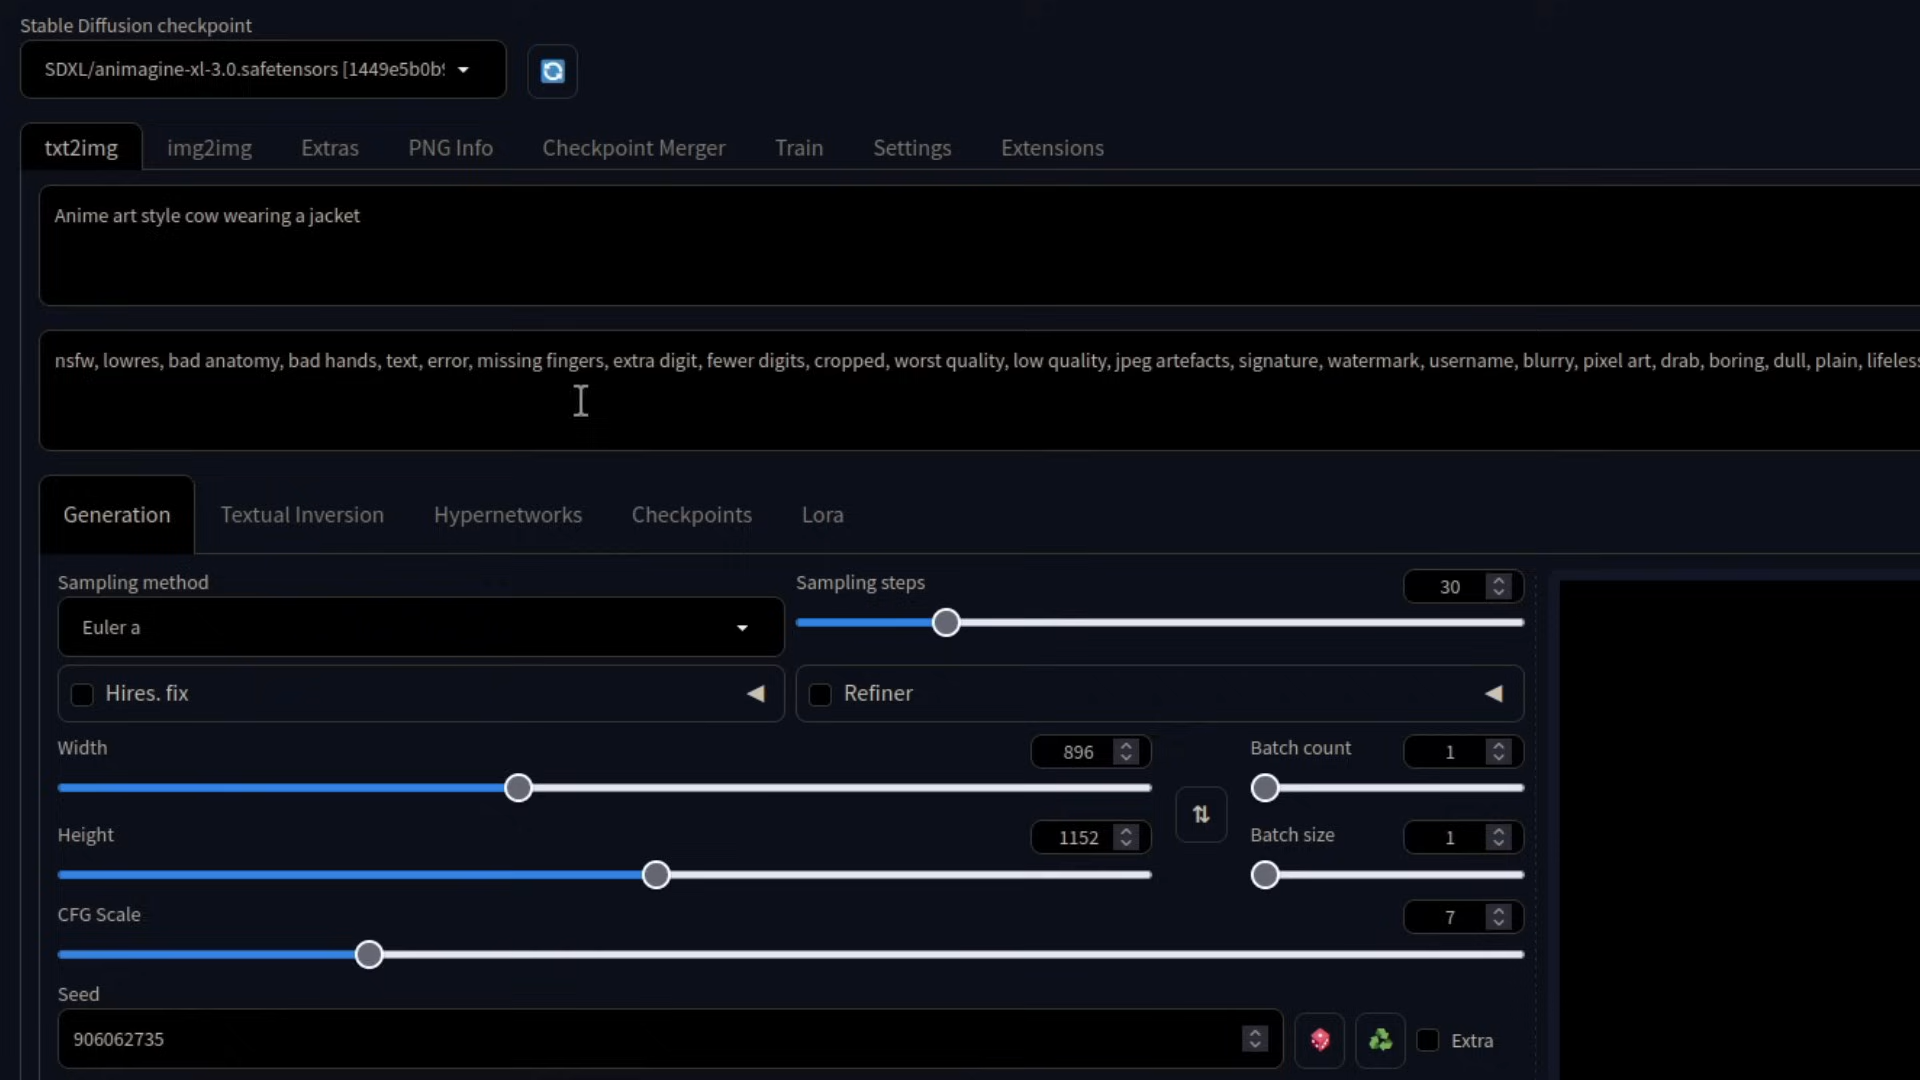 Stable Diffusion checkpoint
SDXL/animagine-xl-3.0.safetensors [1449e5b0b9
txt2img img2img Extras PNG Info Checkpoint Merger Train Settings Extensions
Anime art style cow wearing a jacket
nsfw, lowres, bad anatomy, bad hands, text, error, missing fingers, extra digit, fewer digits, cropped, worst quality, low quality, jpeg artefacts, signature, watermark, username, blurry, pixel art, drab, boring, dull, plain, lifeless
Generation Textual Inversion Hypernetworks Checkpoints Lora
Sampling method Sampling steps 30
Euler a
Hires. fix Refiner
Width 896 Batch count 1
Height 1152 Batch size 1
CFG Scale 7
Seed
906062735 Extra